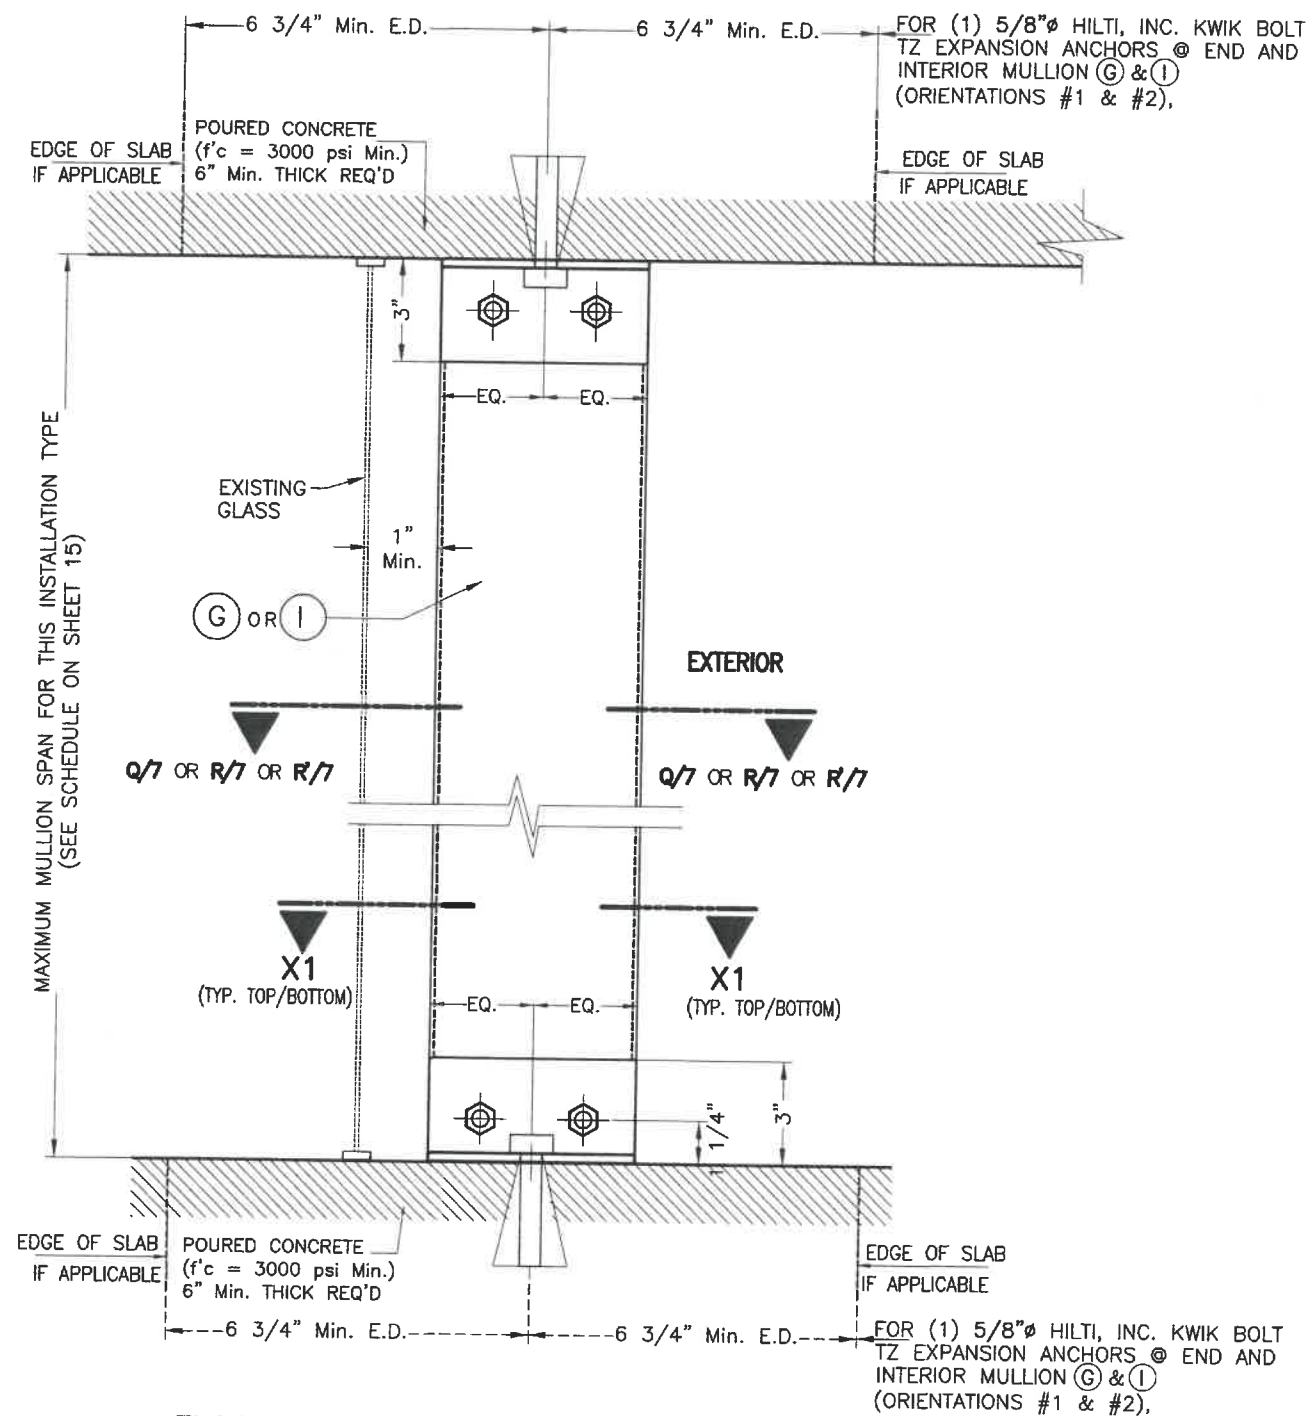 6 3/4" Min. E.D.
6 3/4" Min. E.D.
FOR (1) 5/8"ø HILTI, INC. KWIK BOLT
TZ EXPANSION ANCHORS @ END AND
INTERIOR MULLION G & I
(ORIENTATIONS #1 & #2),
POURED CONCRETE
(f'c = 3000 psi Min.)
6" Min. THICK REQ'D
EDGE OF SLAB
IF APPLICABLE
EDGE OF SLAB
IF APPLICABLE
3"
EQ.
EQ.
MAXIMUM MULLION SPAN FOR THIS INSTALLATION TYPE
(SEE SCHEDULE ON SHEET 15)
EXISTING
GLASS
1"
Min.
G OR I
EXTERIOR
Q/7 OR R/7 OR R'/7
Q/7 OR R/7 OR R'/7
X1
(TYP. TOP/BOTTOM)
X1
(TYP. TOP/BOTTOM)
EQ.
EQ.
1 1/4"
3"
EDGE OF SLAB
IF APPLICABLE
POURED CONCRETE
(f'c = 3000 psi Min.)
6" Min. THICK REQ'D
EDGE OF SLAB
IF APPLICABLE
6 3/4" Min. E.D.
6 3/4" Min. E.D.
FOR (1) 5/8"ø HILTI, INC. KWIK BOLT
TZ EXPANSION ANCHORS @ END AND
INTERIOR MULLION G & I
(ORIENTATIONS #1 & #2),